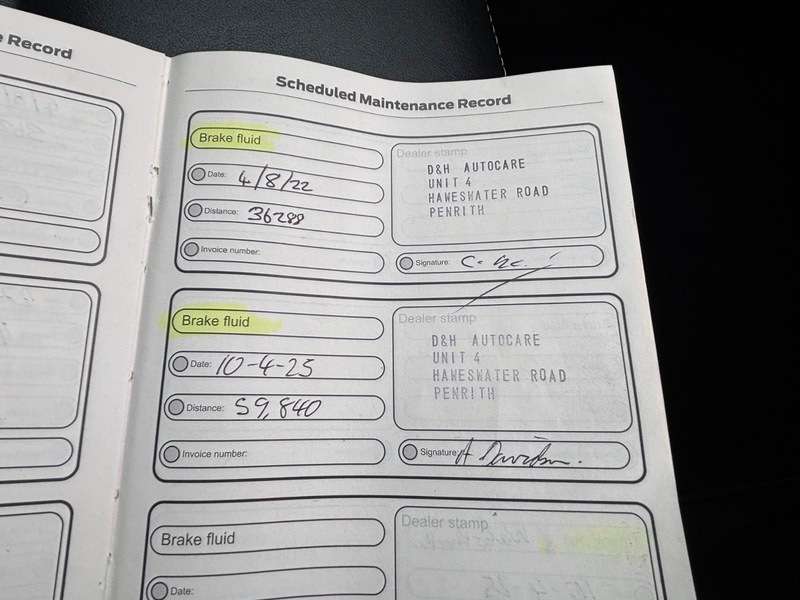 e Record
Scheduled Maintenance Record
Brake fluid
Date: 4/8/22
Distance: 36288
Invoice number:
Dealer stamp
D&H AUTOCARE
UNIT 4
HAWESWATER ROAD
PENRITH
Signature:
Brake fluid
Date: 10-4-25
Distance: 59,840
Invoice number:
Dealer stamp
D&H AUTOCARE
UNIT 4
HAWESWATER ROAD
PENRITH
Signature: A Davidson.
Brake fluid
Date:
Dealer stamp